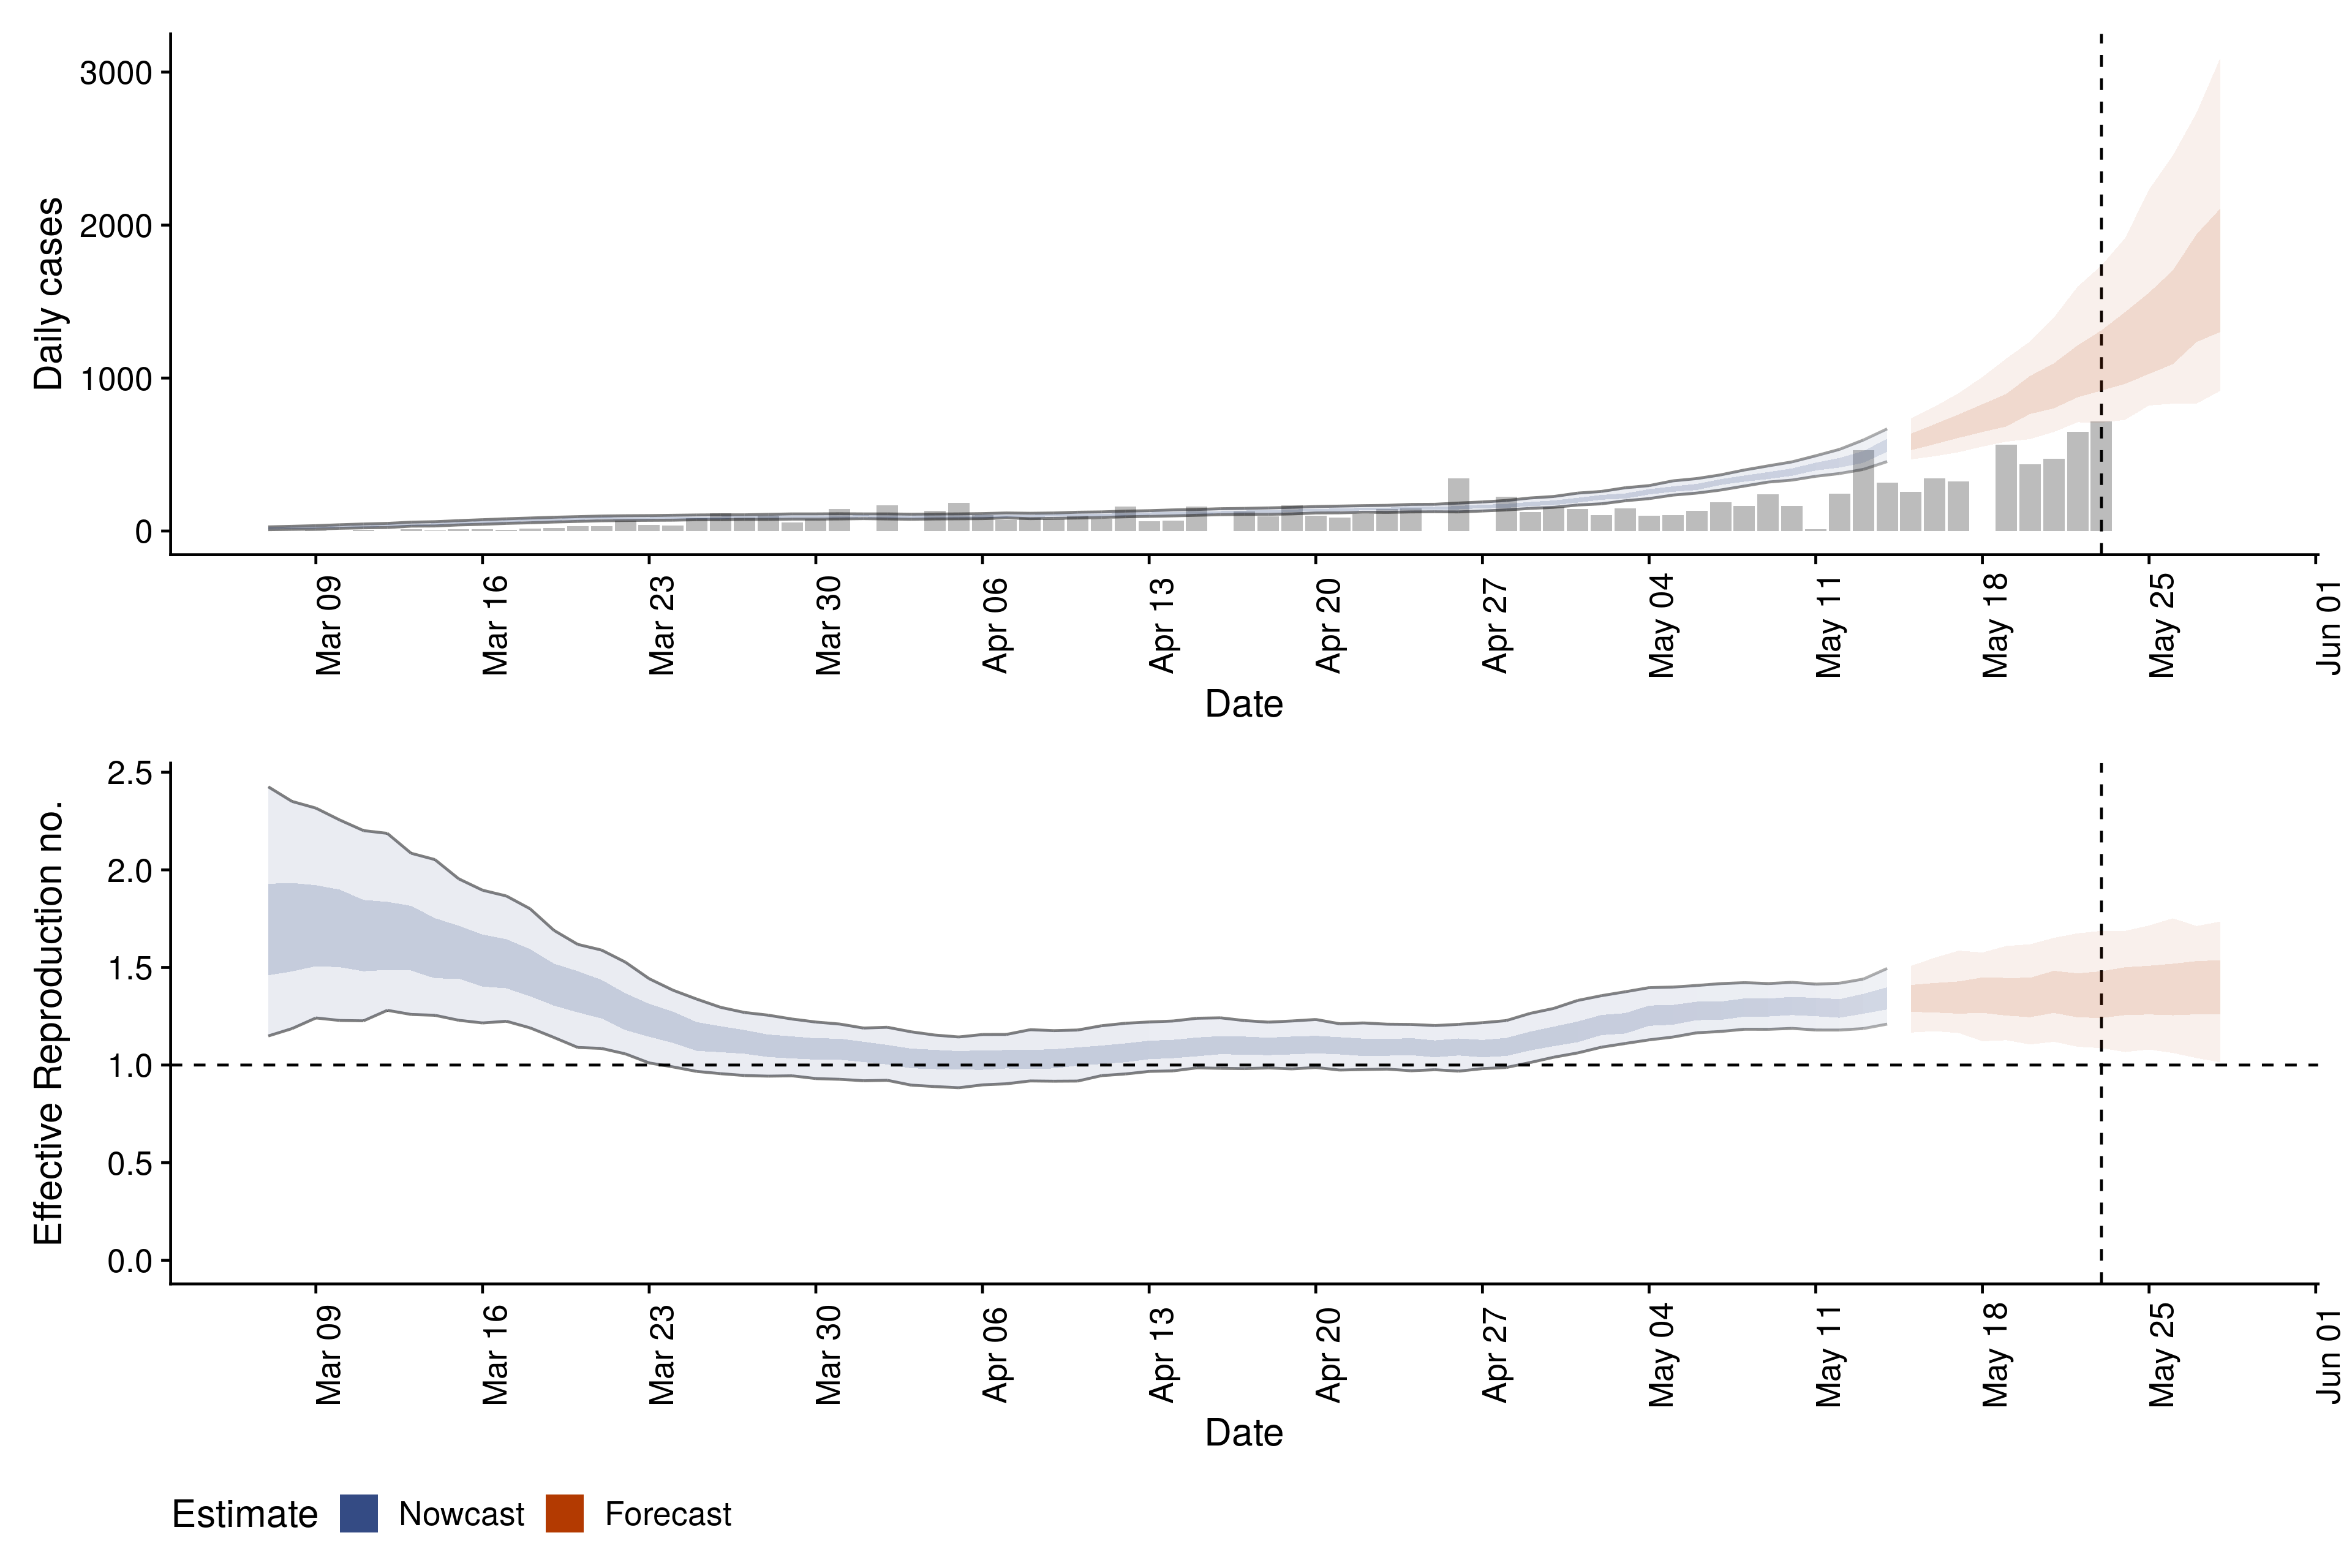 3000
2000
1000
0
Daily cases
Mar 09
Mar 16
Mar 23
Mar 30
Apr 06
Apr 13
Apr 20
Apr 27
May 04
May 11
May 18
May 25
Jun 01
Date
2.5
2.0
1.5
1.0
0.5
0.0
Effective Reproduction no.
Mar 09
Mar 16
Mar 23
Mar 30
Apr 06
Apr 13
Apr 20
Apr 27
May 04
May 11
May 18
May 25
Jun 01
Date
Estimate Nowcast Forecast